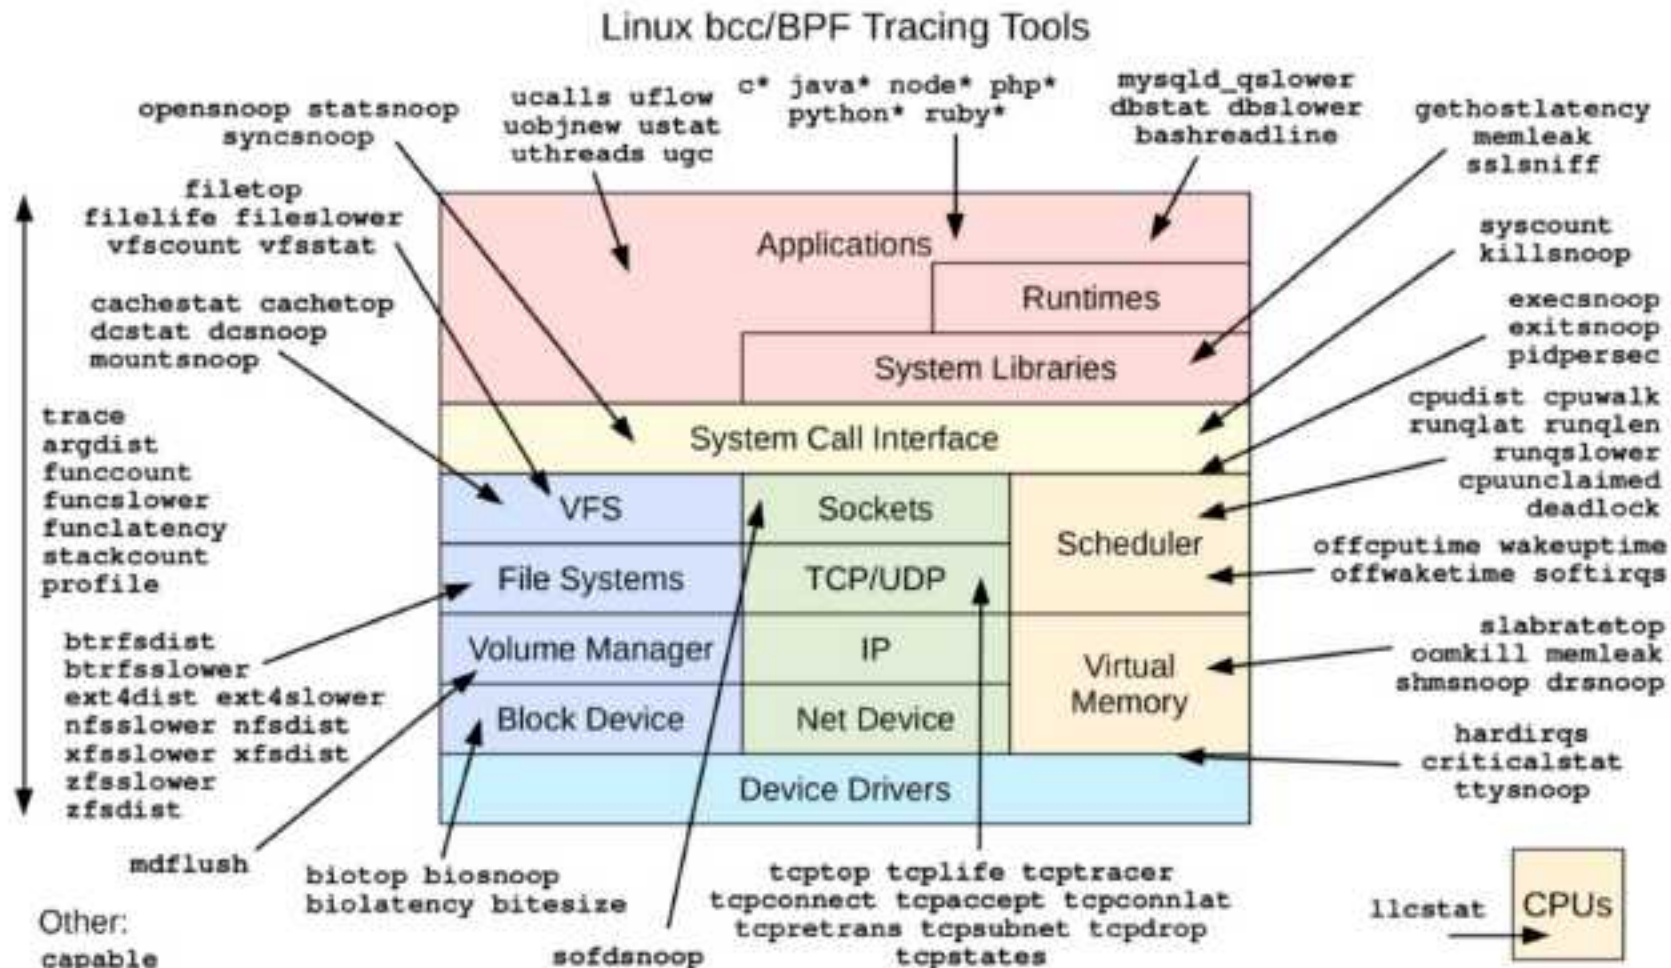 Linux bcc/BPF Tracing Tools
opensnoop statsnoop
syncsnoop
ucalls uflow
uobjnew ustat
uthreads ugc
c* java* node* php*
python* ruby*
mysqld_qslower
dbstat dbslower
bashreadline
gethostlatency
memleak
sslsniff
filetop
filelife fileslower
vfscount vfsstat
syscount
killsnoop
cachestat cachetop
dcstat dcsnoop
mountsnoop
execsnoop
exitsnoop
pidpersec
trace
argdist
funccount
funcslower
funclatency
stackcount
profile
cpudist cpuwalk
runqlat runqlen
runqslower
cpuunclaimed
deadlock
offcputime wakeuptime
offwaketime softirqs
btrfsdist
btrfsslower
ext4dist ext4slower
nfsslower nfsdist
xfsslower xfsdist
zfsslower
zfsdist
slabratetop
oomkill memleak
shmsnoop drsnoop
hardirqs
criticalstat
ttysnoop
Applications
Runtimes
System Libraries
System Call Interface
VFS
Sockets
Scheduler
File Systems
TCP/UDP
Volume Manager
IP
Virtual
Memory
Block Device
Net Device
Device Drivers
mdflush
biotop biosnoop
biolatency bitesize
sofdsnoop
tcptop tcplife tcptracer
tcpconnect tcpaccept tcpconnlat
tcpretrans tcpsubnet tcpdrop
tcpstates
llcstat
CPUs
Other:
capable